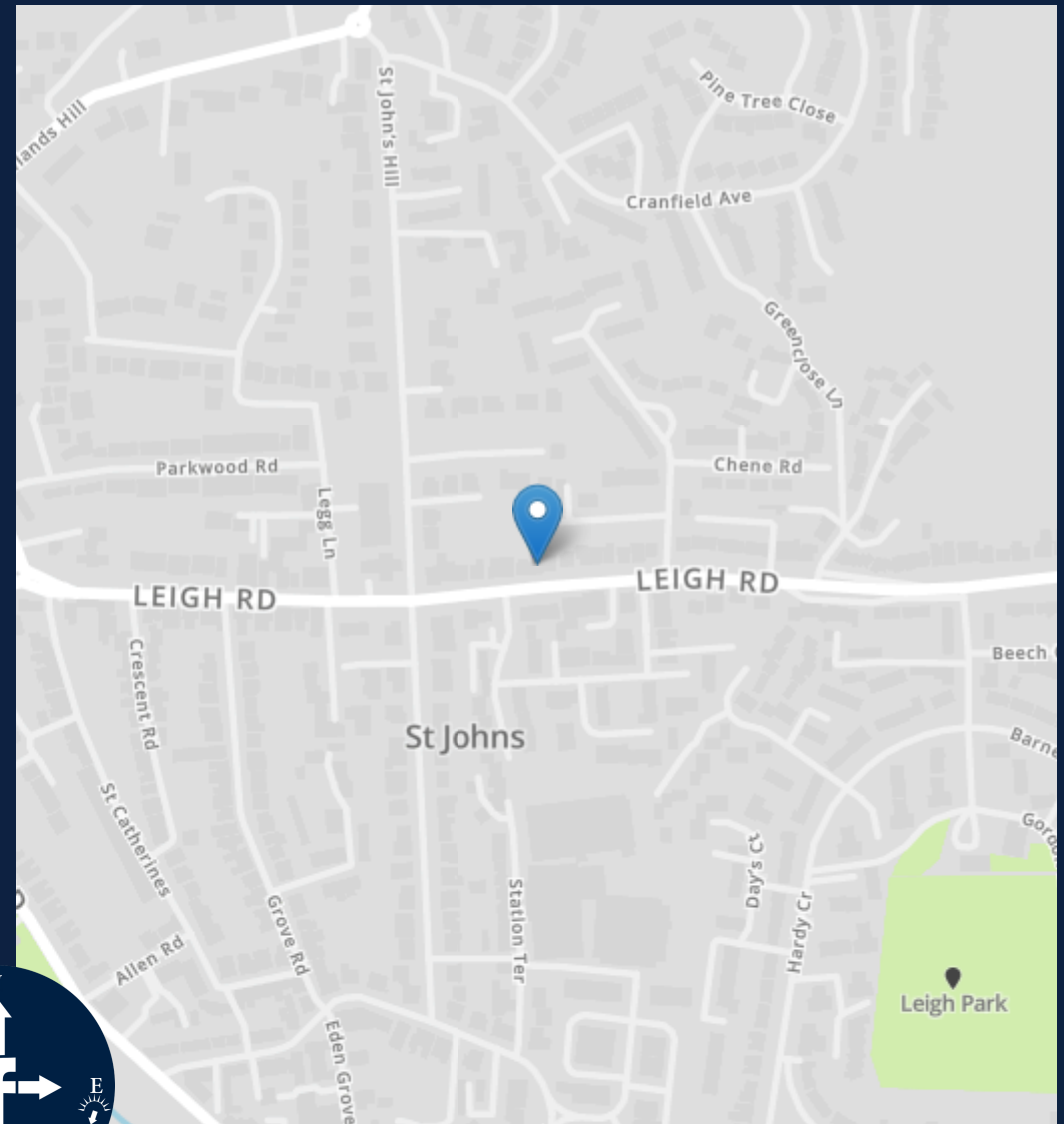 St John's Hill
Pine Tree Close
lands Hill
Cranfield Ave
Greenclose Ln
Parkwood Rd
Chene Rd
Legg Ln
LEIGH RD
LEIGH RD
Crescent Rd
Beech
St Johns
Barne
St Catherines
Gordo
Day's Ct
Station Ter
Hardy Cr
Grove Rd
Allen Rd
Leigh Park
Eden Grove
E